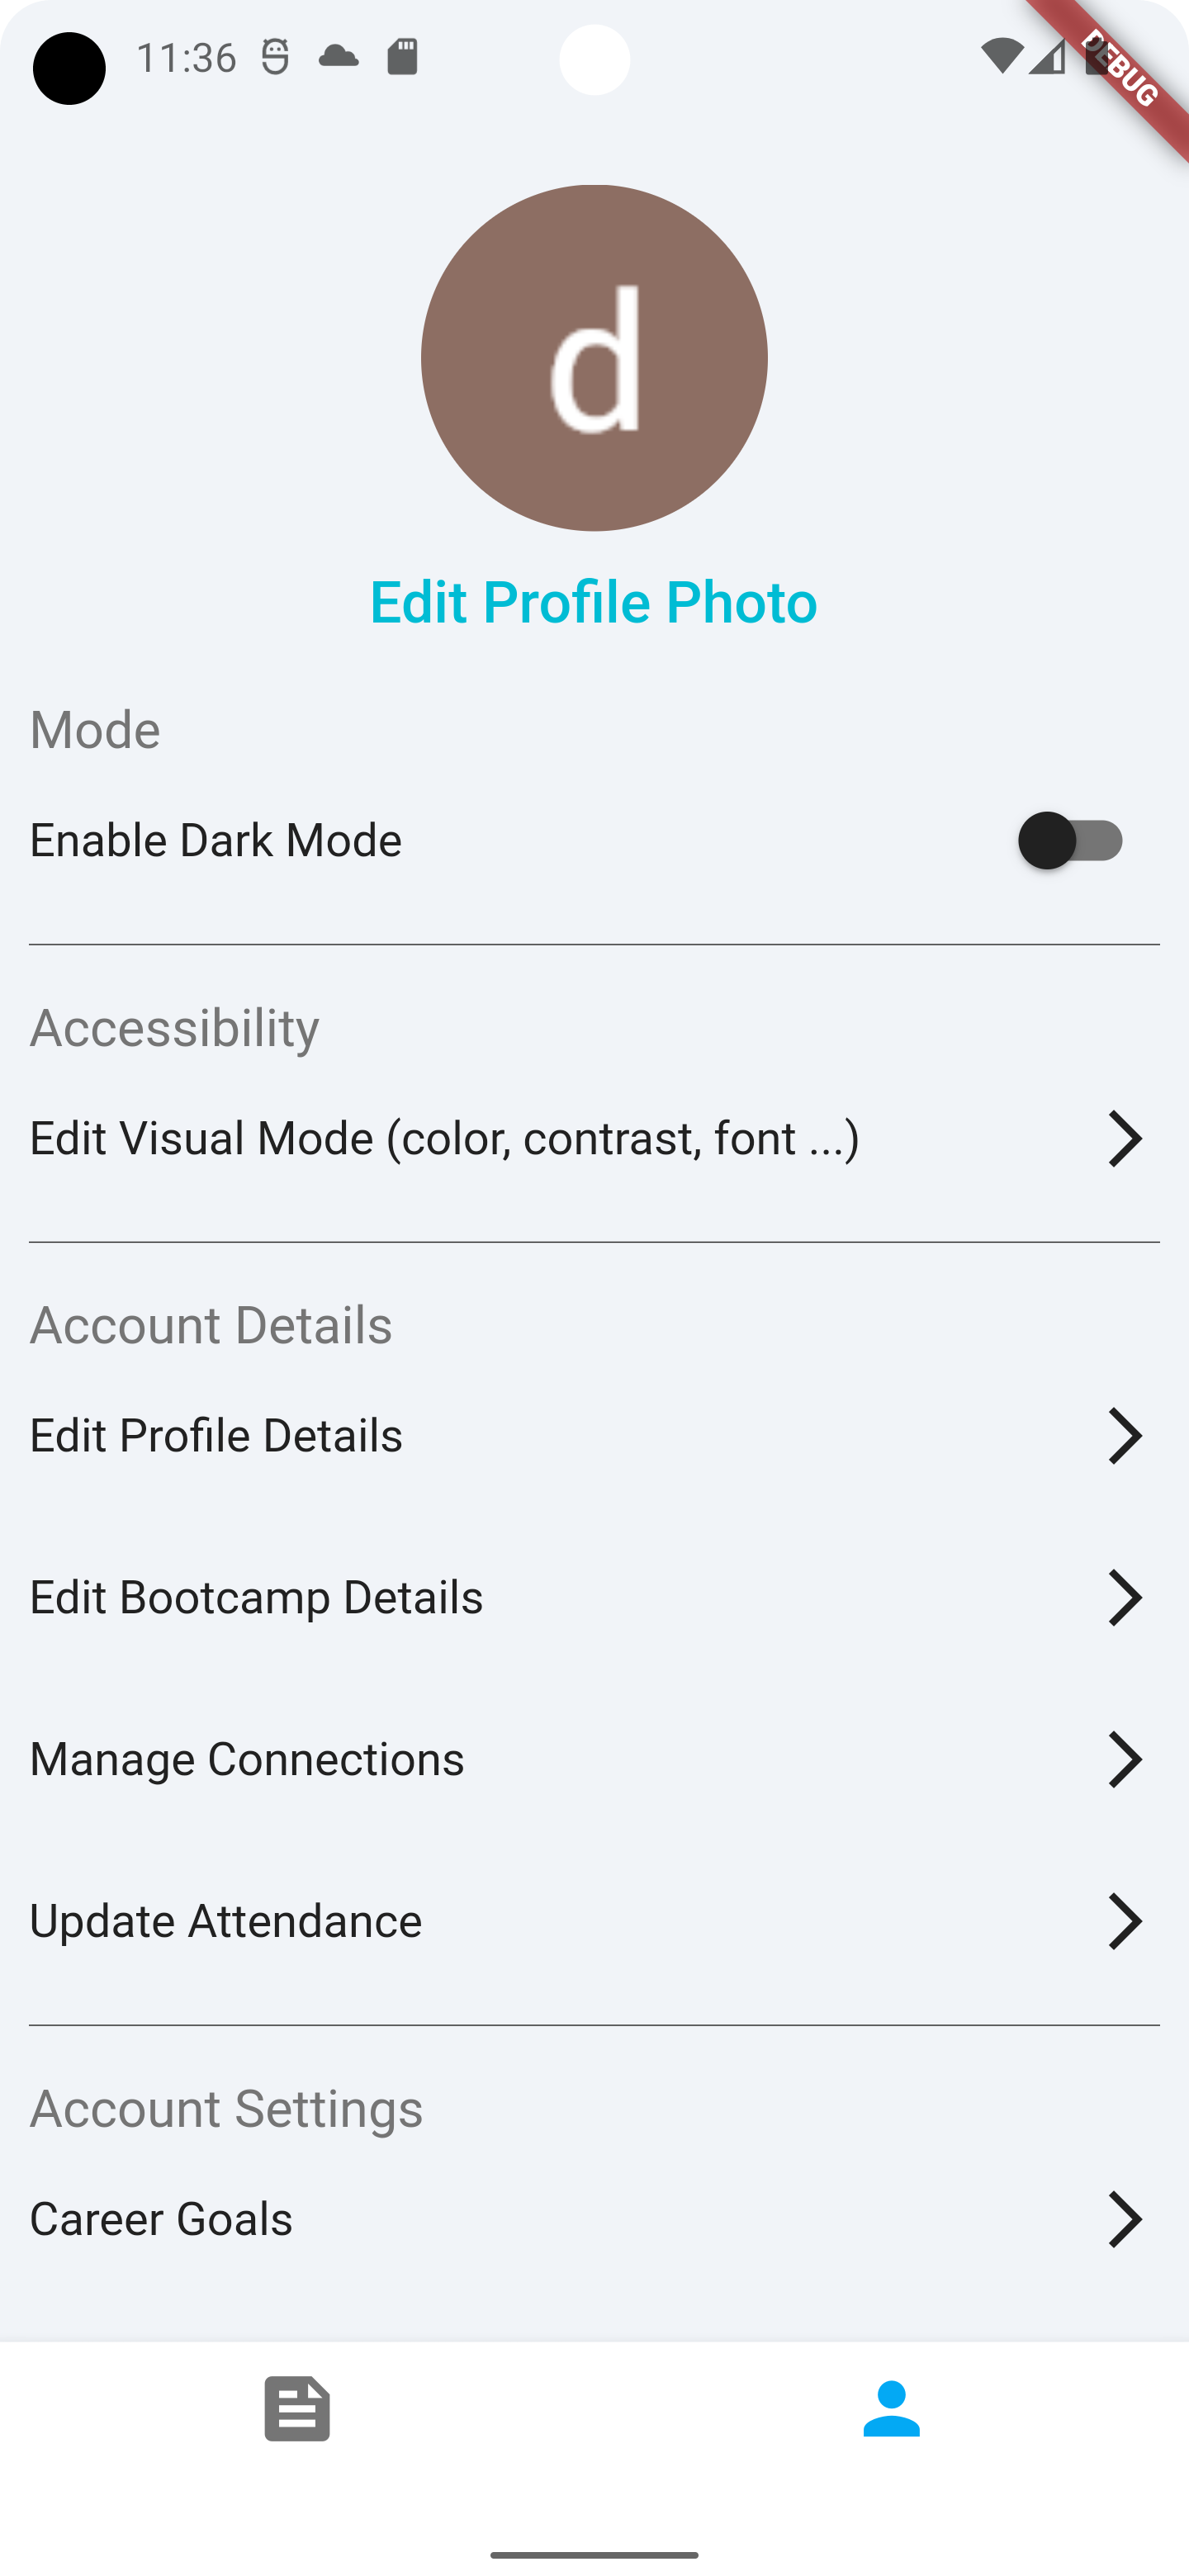 11:36
DEBUG
d
Edit Profile Photo
Mode
Enable Dark Mode
Accessibility
Edit Visual Mode (color, contrast, font ...)
Account Details
Edit Profile Details
Edit Bootcamp Details
Manage Connections
Update Attendance
Account Settings
Career Goals